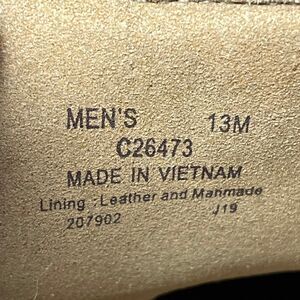 MEN'S 13M
C26473
MADE IN VIETNAM
Lining : Leather and Manmade
207902 J19